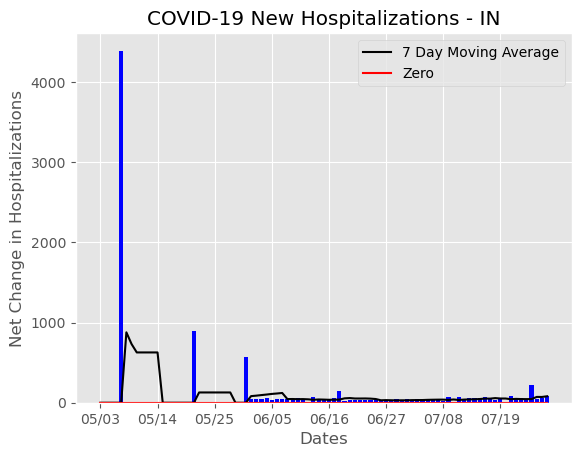 COVID-19 New Hospitalizations - IN
7 Day Moving Average
Zero
Net Change in Hospitalizations
4000
3000
2000
1000
0
05/03 05/14 05/25 06/05 06/16 06/27 07/08 07/19
Dates